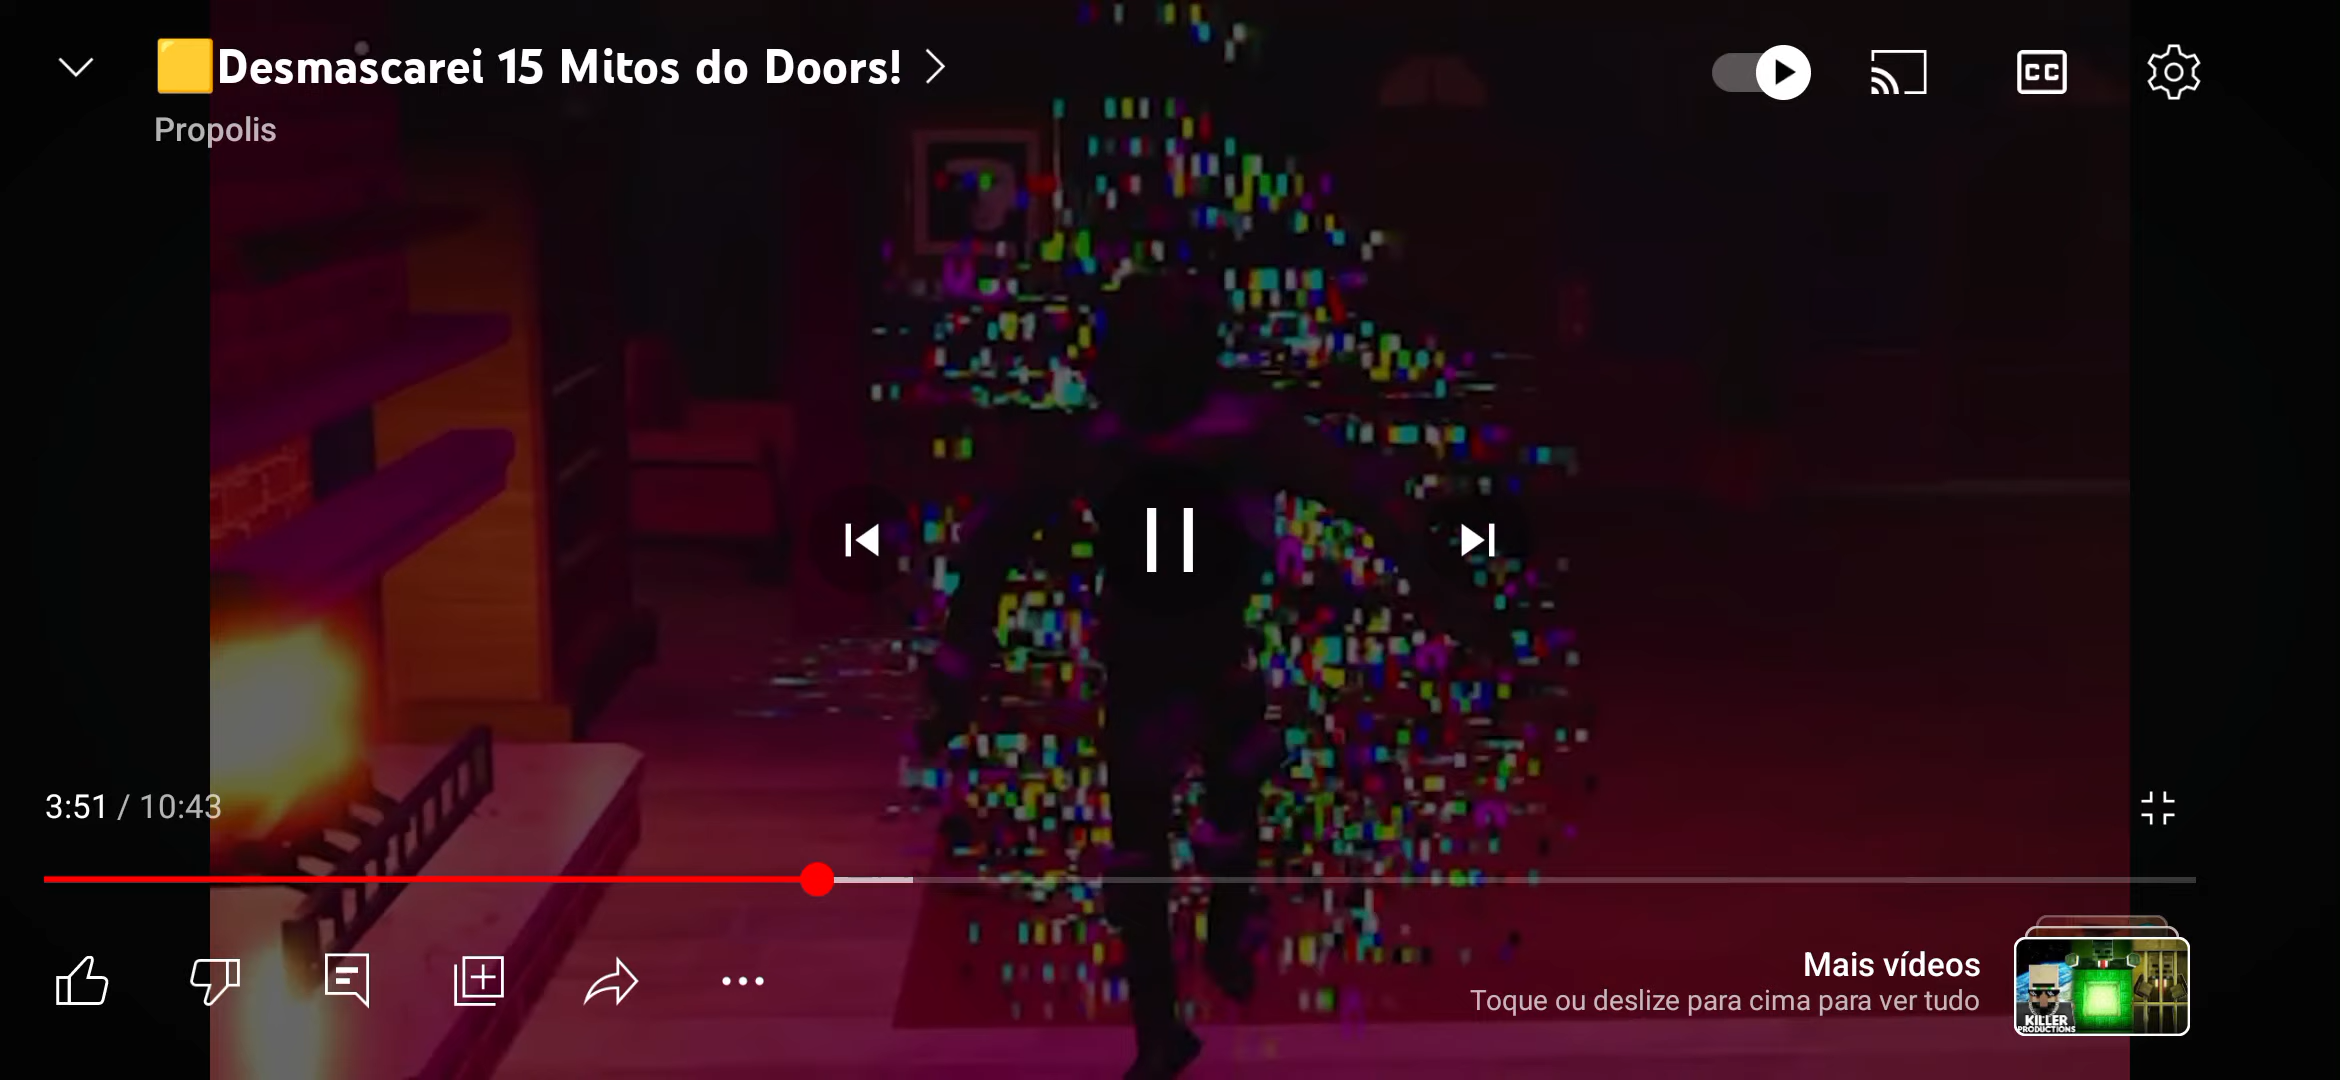 Desmascarei 15 Mitos do Doors!
Propolis
CC
3:51 / 10:43
Mais vídeos
Toque ou deslize para cima para ver tudo
KILLER
PRODUCTIONS